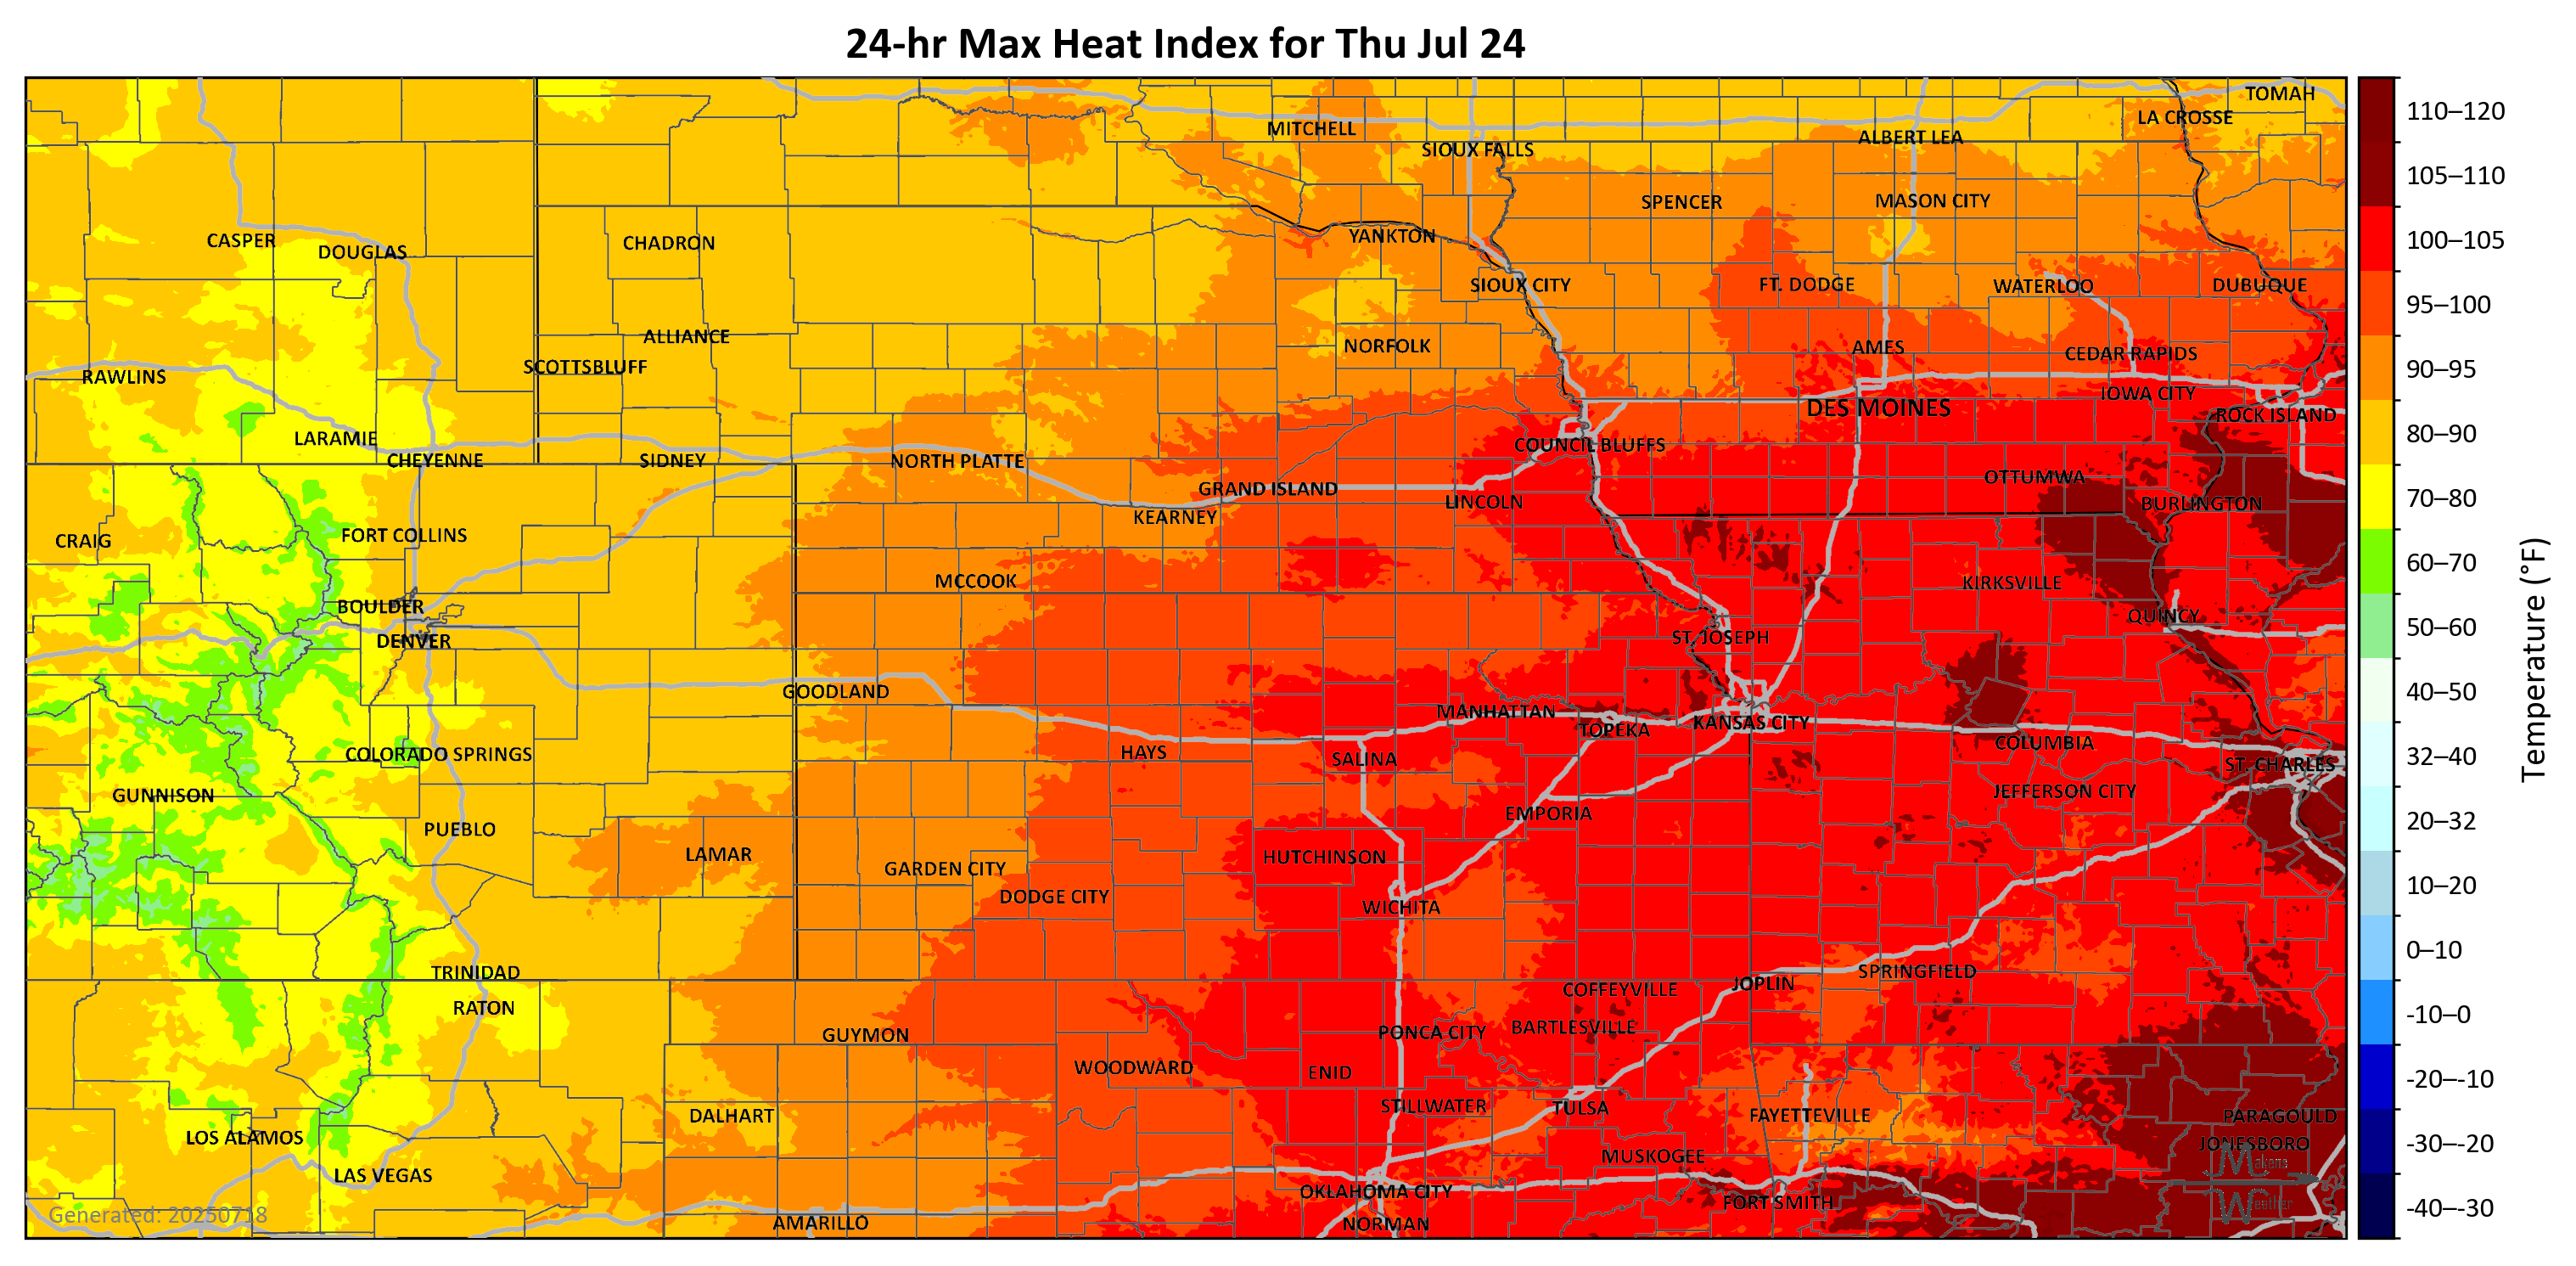 24-hr Max Heat Index for Thu Jul 24
TOMAH
LA CROSSE
MITCHELL
ALBERT LEA
SIOUX FALLS
SPENCER
MASON CITY
CASPER
DOUGLAS
CHADRON
YANKTON
SIOUX CITY
FT. DODGE
WATERLOO
DUBUQUE
ALLIANCE
NORFOLK
AMES
CEDAR RAPIDS
SCOTTSBLUFF
RAWLINS
IOWA CITY
DES MOINES
ROCK ISLAND
LARAMIE
COUNCIL BLUFFS
CHEYENNE
SIDNEY
NORTH PLATTE
OTTUMWA
GRAND ISLAND
LINCOLN
BURLINGTON
KEARNEY
CRAIG
FORT COLLINS
MCCOOK
KIRKSVILLE
BOULDER
QUINCY
DENVER
ST. JOSEPH
GOODLAND
MANHATTAN
TOPEKA
KANSAS CITY
COLUMBIA
COLORADO SPRINGS
HAYS
SALINA
ST. CHARLES
GUNNISON
JEFFERSON CITY
EMPORIA
PUEBLO
LAMAR
HUTCHINSON
GARDEN CITY
DODGE CITY
WICHITA
TRINIDAD
SPRINGFIELD
JOPLIN
COFFEYVILLE
RATON
GUYMON
PONCA CITY
BARTLESVILLE
WOODWARD
ENID
STILLWATER
TULSA
DALHART
FAYETTEVILLE
PARAGOULD
LOS ALAMOS
JONESBORO
MUSKOGEE
LAS VEGAS
OKLAHOMA CITY
FORT SMITH
AMARILLO
NORMAN
Makens
Weather
Generated: 20250718
110–120
105–110
100–105
95–100
90–95
80–90
70–80
60–70
50–60
40–50
32–40
20–32
10–20
0–10
-10–0
-20–-10
-30–-20
-40–-30
Temperature (°F)